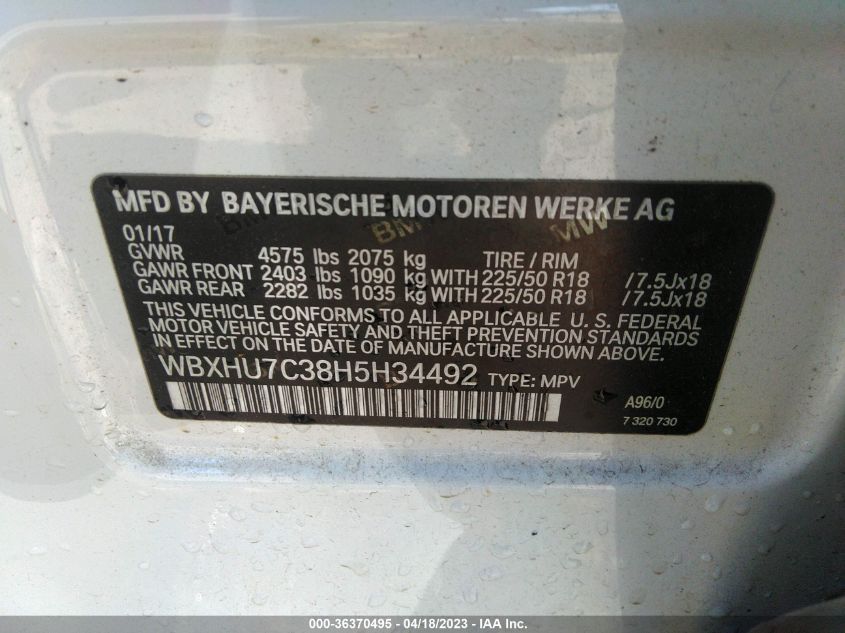 MFD BY BAYERISCHE MOTOREN WERKE AG
01/17
GVWR 4575 lbs 2075 kg TIRE / RIM
GAWR FRONT 2403 lbs 1090 kg WITH 225/50 R18 /7.5Jx18
GAWR REAR 2282 lbs 1035 kg WITH 225/50 R18 /7.5Jx18
THIS VEHICLE CONFORMS TO ALL APPLICABLE U. S. FEDERAL
MOTOR VEHICLE SAFETY AND THEFT PREVENTION STANDARDS
IN EFFECT ON THE DATE OF MANUFACTURE SHOWN ABOVE.
WBXHU7C38H5H34492 TYPE: MPV
A96/0
7 320 730
000-36370495 - 04/18/2023 - IAA Inc.